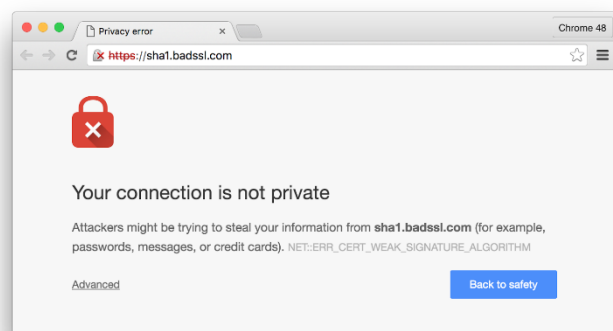 Privacy error
Chrome 48
https://sha1.badssl.com
Your connection is not private
Attackers might be trying to steal your information from sha1.badssl.com (for example,
passwords, messages, or credit cards). NET::ERR_CERT_WEAK_SIGNATURE_ALGORITHM
Advanced
Back to safety